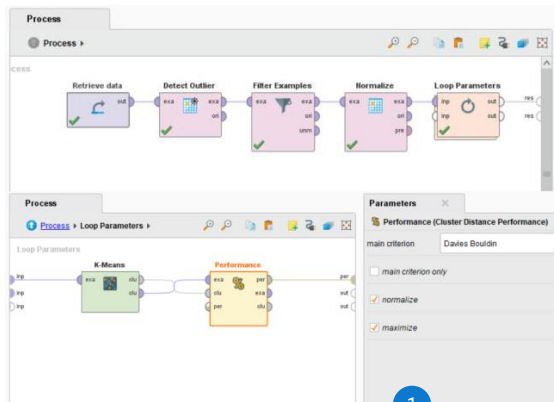 Process
Process
cess
Retrieve data
Detect Outlier
Filter Examples
Normalize
Loop Parameters
out
exa
exa
ori
exa
exa
ori
unm
exa
exa
ori
pre
inp
out
inp
out
res
res
Process
Process
Loop Parameters
Loop Parameters
K-Means
Performance
inp
inp
inp
exa
clu
clu
exa
per
clu
exa
per
clu
per
out
out
Parameters
Performance (Cluster Distance Performance)
main criterion
Davies Bouldin
main criterion only
normalize
maximize
1